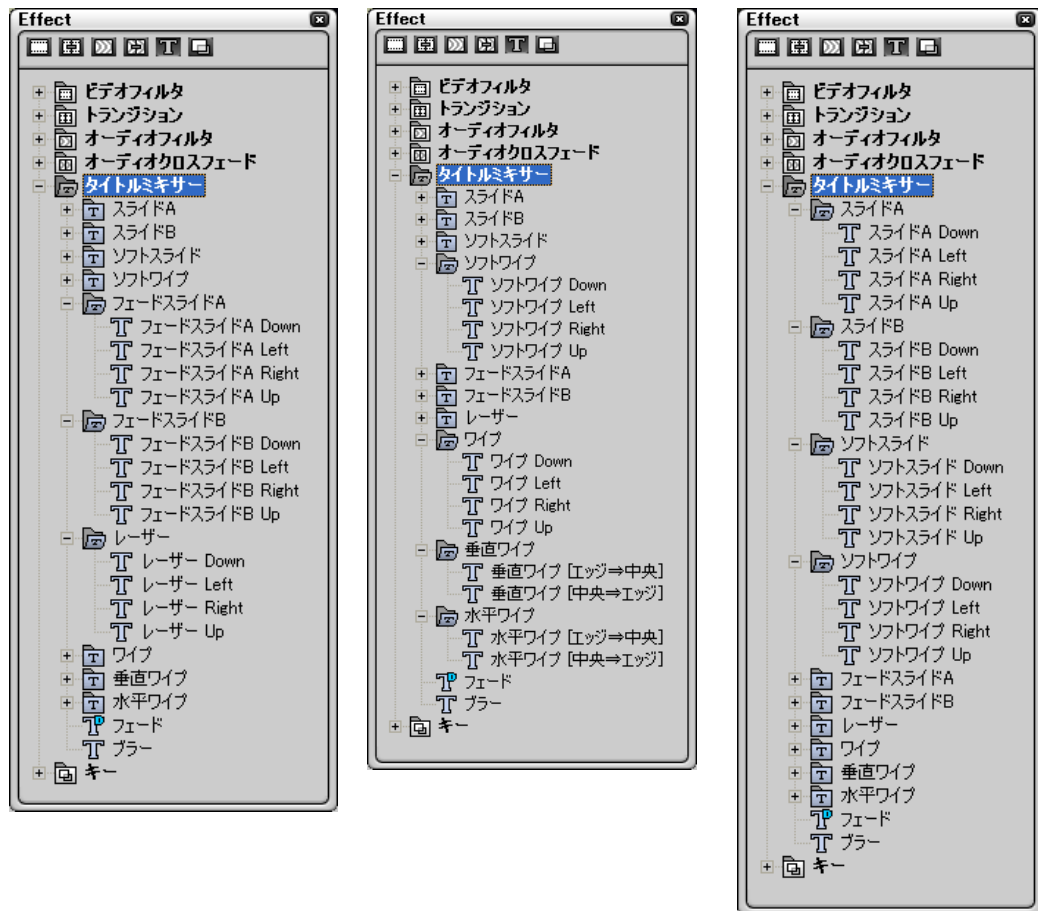 Effect
ビデオフィルタ
トランジション
オーディオフィルタ
オーディオクロスフェード
タイトルミキサー
スライドA
スライドB
ソフトスライド
ソフトワイプ
フェードスライドA
フェードスライドA Down
フェードスライドA Left
フェードスライドA Right
フェードスライドA Up
フェードスライドB
フェードスライドB Down
フェードスライドB Left
フェードスライドB Right
フェードスライドB Up
レーザー
レーザー Down
レーザー Left
レーザー Right
レーザー Up
ワイプ
垂直ワイプ
水平ワイプ
フェード
ブラー
キー
Effect
ビデオフィルタ
トランジション
オーディオフィルタ
オーディオクロスフェード
タイトルミキサー
スライドA
スライドB
ソフトスライド
ソフトワイプ
ソフトワイプ Down
ソフトワイプ Left
ソフトワイプ Right
ソフトワイプ Up
フェードスライドA
フェードスライドB
レーザー
ワイプ
ワイプ Down
ワイプ Left
ワイプ Right
ワイプ Up
垂直ワイプ
垂直ワイプ [エッジ⇒中央]
垂直ワイプ [中央⇒エッジ]
水平ワイプ
水平ワイプ [エッジ⇒中央]
水平ワイプ [中央⇒エッジ]
フェード
ブラー
キー
Effect
ビデオフィルタ
トランジション
オーディオフィルタ
オーディオクロスフェード
タイトルミキサー
スライドA
スライドA Down
スライドA Left
スライドA Right
スライドA Up
スライドB
スライドB Down
スライドB Left
スライドB Right
スライドB Up
ソフトスライド
ソフトスライド Down
ソフトスライド Left
ソフトスライド Right
ソフトスライド Up
ソフトワイプ
ソフトワイプ Down
ソフトワイプ Left
ソフトワイプ Right
ソフトワイプ Up
フェードスライドA
フェードスライドB
レーザー
ワイプ
垂直ワイプ
水平ワイプ
フェード
ブラー
キー